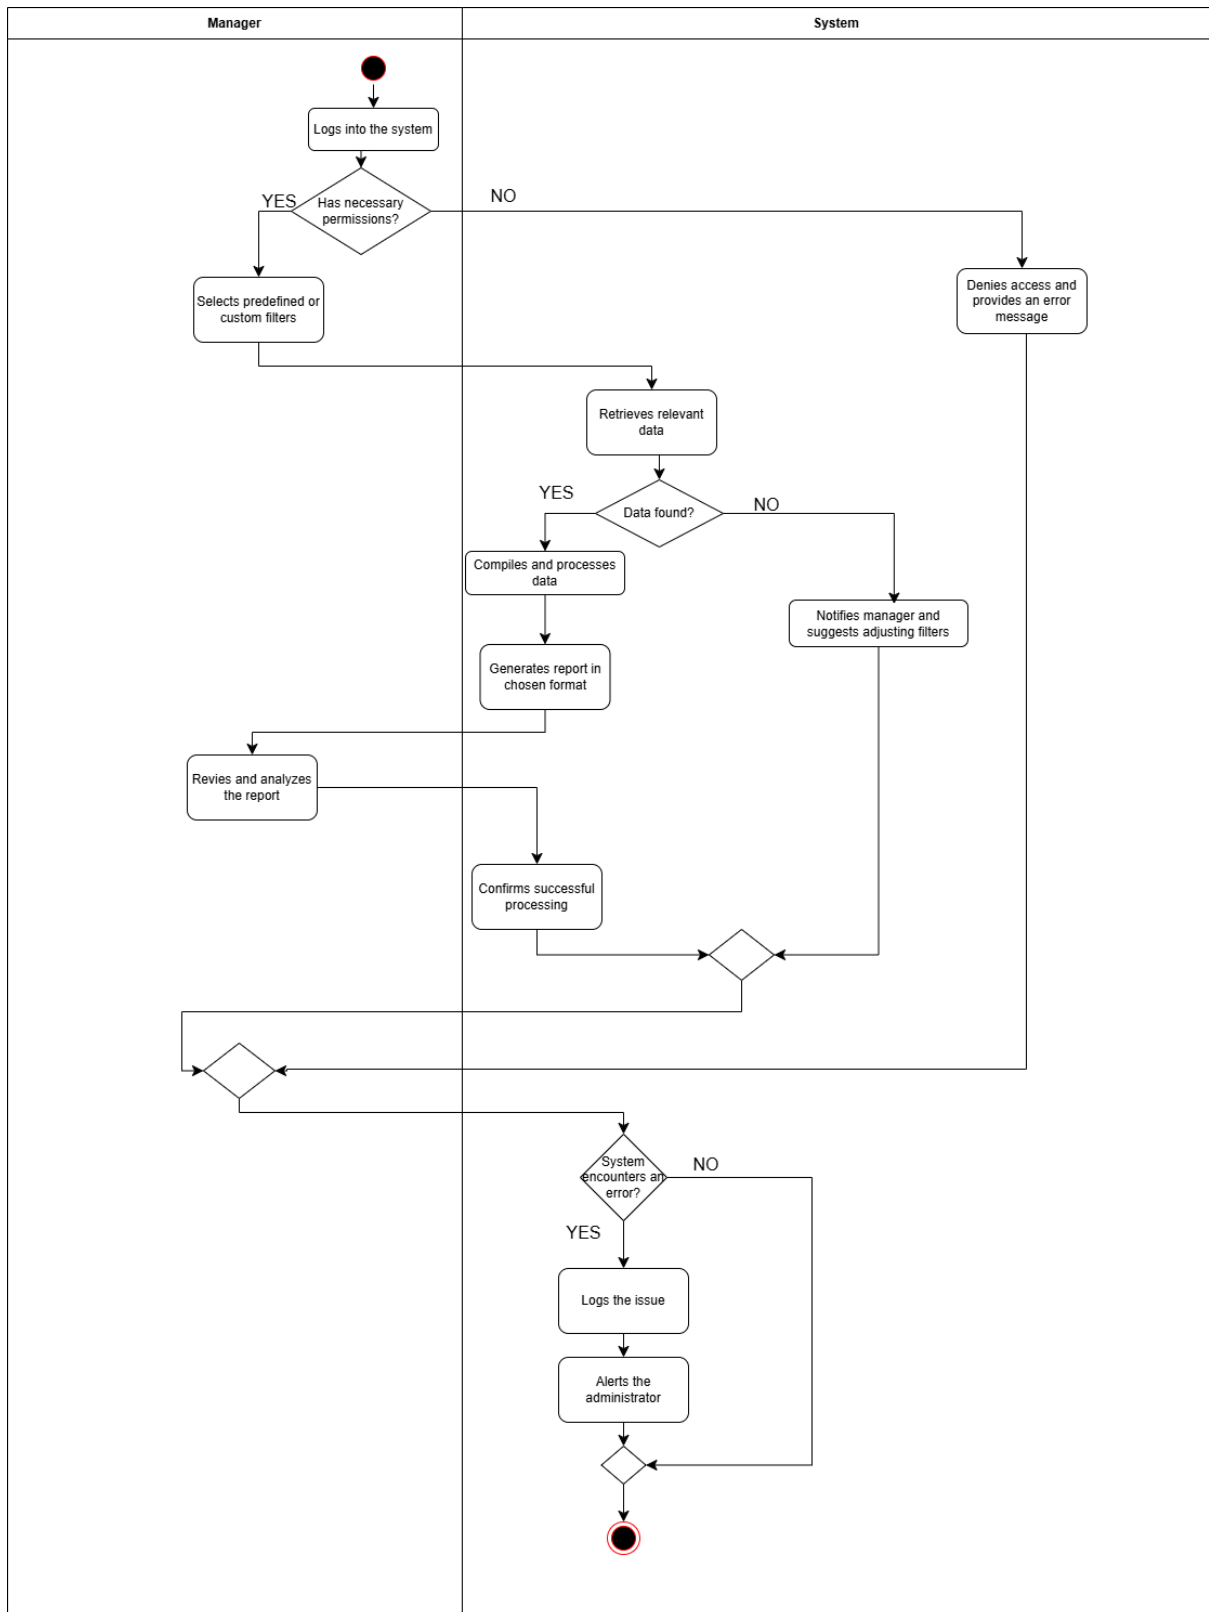 Manager
System
Logs into the system
YES
Has necessary
permissions?
NO
Selects predefined or
custom filters
Denies access and
provides an error
message
Retrieves relevant
data
YES
Data found?
NO
Compiles and processes
data
Notifies manager and
suggests adjusting filters
Generates report in
chosen format
Revies and analyzes
the report
Confirms successful
processing
System
encounters an
error?
NO
YES
Logs the issue
Alerts the
administrator